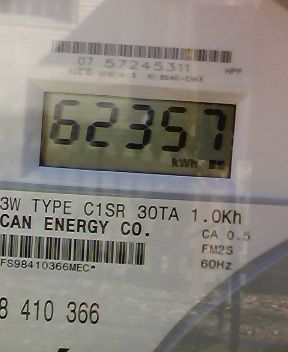 07 57245311
HPP
62357
kWh
3W TYPE C1SR 30TA 1.0Kh
CAN ENERGY CO.
CA 0.5
FM2S
60Hz
FS98410366MEC*
8 410 366